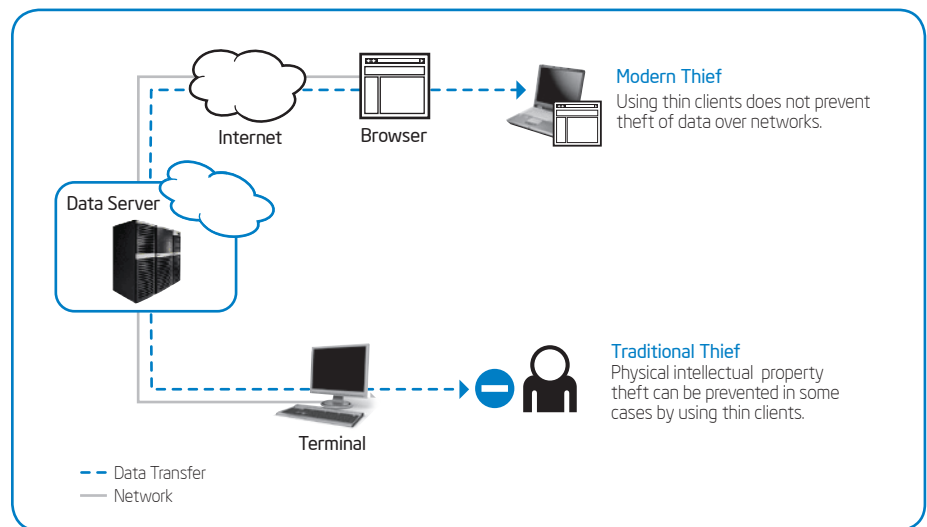 Modern Thief
Using thin clients does not prevent
theft of data over networks.
Internet
Browser
Data Server
Traditional Thief
Physical intellectual property
theft can be prevented in some
cases by using thin clients.
Terminal
Data Transfer
Network